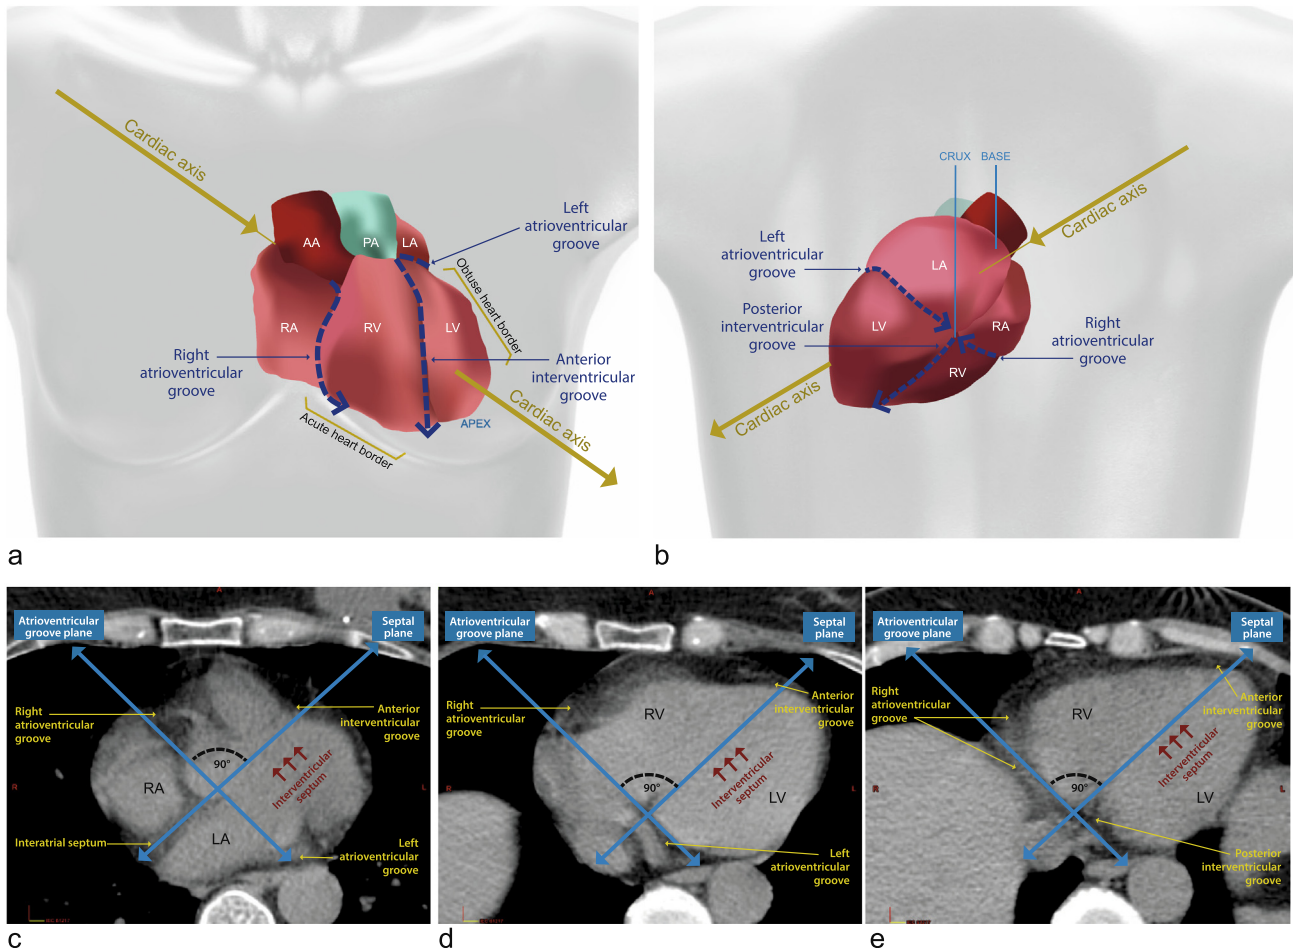 Cardiac axis
AA
PA
LA
RA
RV
LV
Left
atrioventricular
groove
Obtuse heart border
Right
atrioventricular
groove
Anterior
interventricular
groove
Acute heart border
APEX
Cardiac axis
a
CRUX
BASE
Cardiac axis
Left
atrioventricular
groove
LA
Posterior
interventricular
groove
LV
RA
RV
Right
atrioventricular
groove
Cardiac axis
b
A
Atrioventricular
groove plane
Septal
plane
Right
atrioventricular
groove
Anterior
interventricular
groove
90°
Interventricular
septum
R
L
RA
LA
Interatrial septum
Left
atrioventricular
groove
c
A
Atrioventricular
groove plane
Septal
plane
Right
atrioventricular
groove
RV
Anterior
interventricular
groove
90°
Interventricular
septum
R
L
LV
Left
atrioventricular
groove
d
A
Atrioventricular
groove plane
Septal
plane
Right
atrioventricular
groove
RV
Anterior
interventricular
groove
90°
Interventricular
septum
R
L
LV
Posterior
interventricular
groove
e